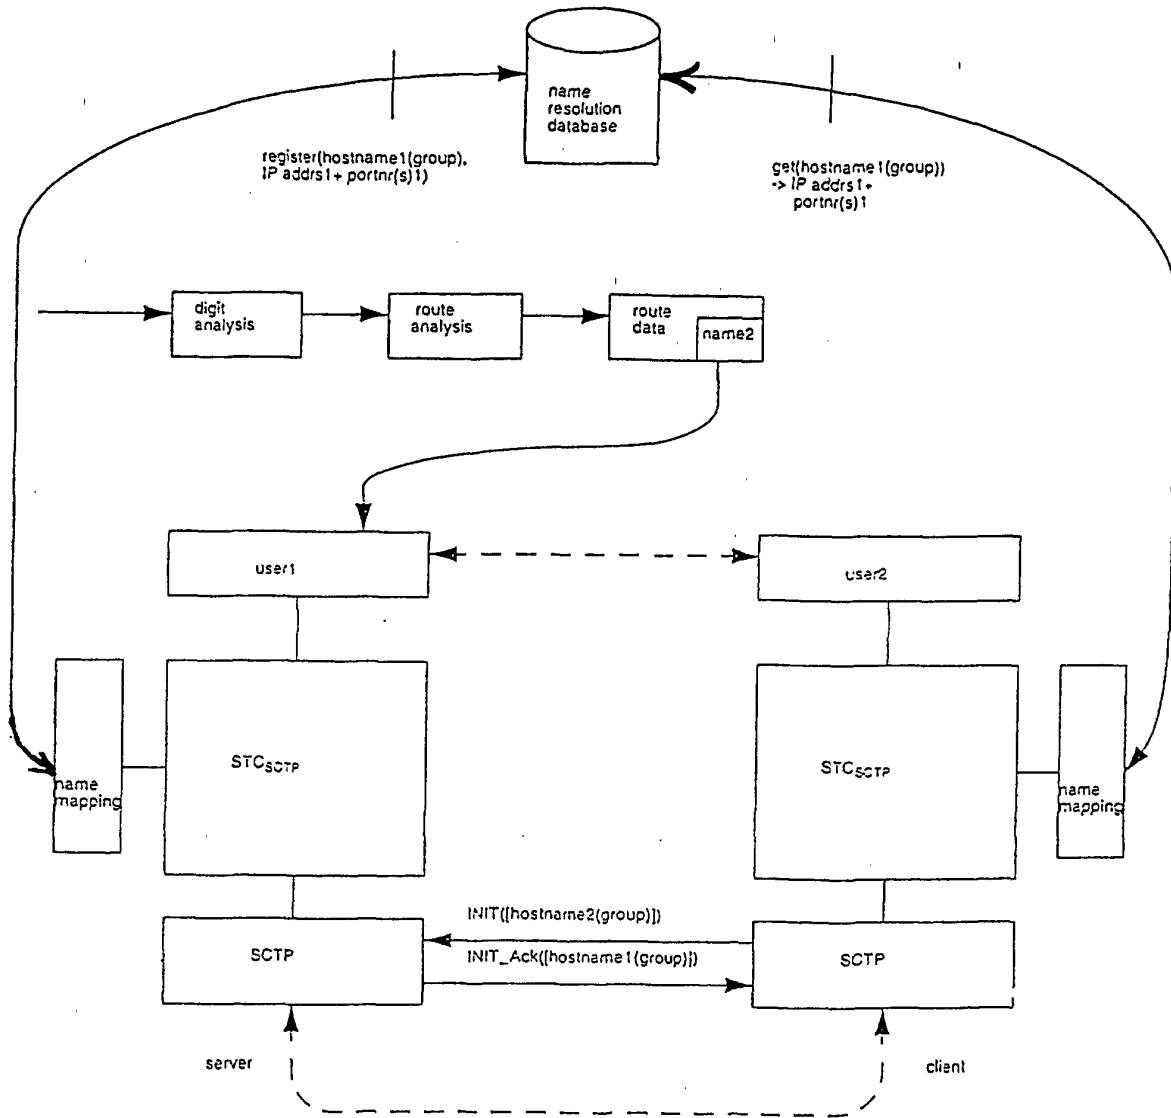 name
resolution
database
register(hostname1(group),
IP addrs1+ portnr(s)1)
get(hostname1(group))
-> IP addrs1+
portnr(s)1
digit
analysis
route
analysis
route
data
name2
user1
user2
STCSCTP
STCSCTP
name
mapping
name
mapping
INIT([hostname2(group)])
SCTP
INIT_Ack([hostname1(group)])
SCTP
server
client